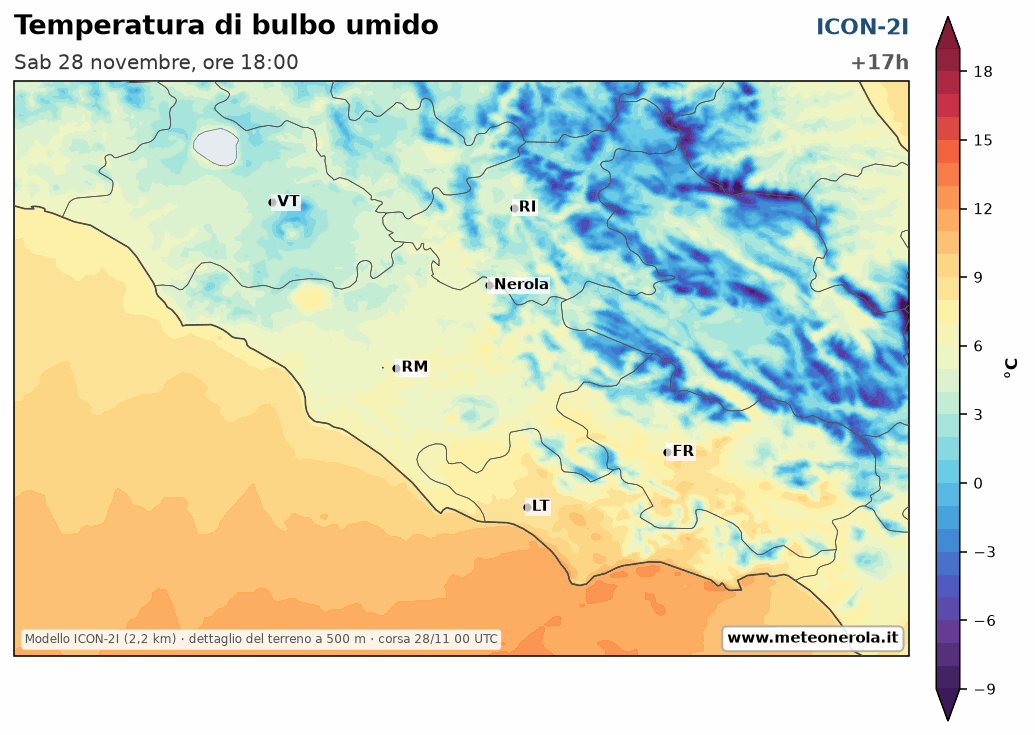 Temperatura di bulbo umido
ICON-2I
Sab 28 novembre, ore 18:00
+17h
VT
RI
Nerola
RM
FR
LT
18
15
12
9
6
3
0
−3
−6
−9
°C
Modello ICON-2I (2,2 km) · dettaglio del terreno a 500 m · corsa 28/11 00 UTC
www.meteonerola.it